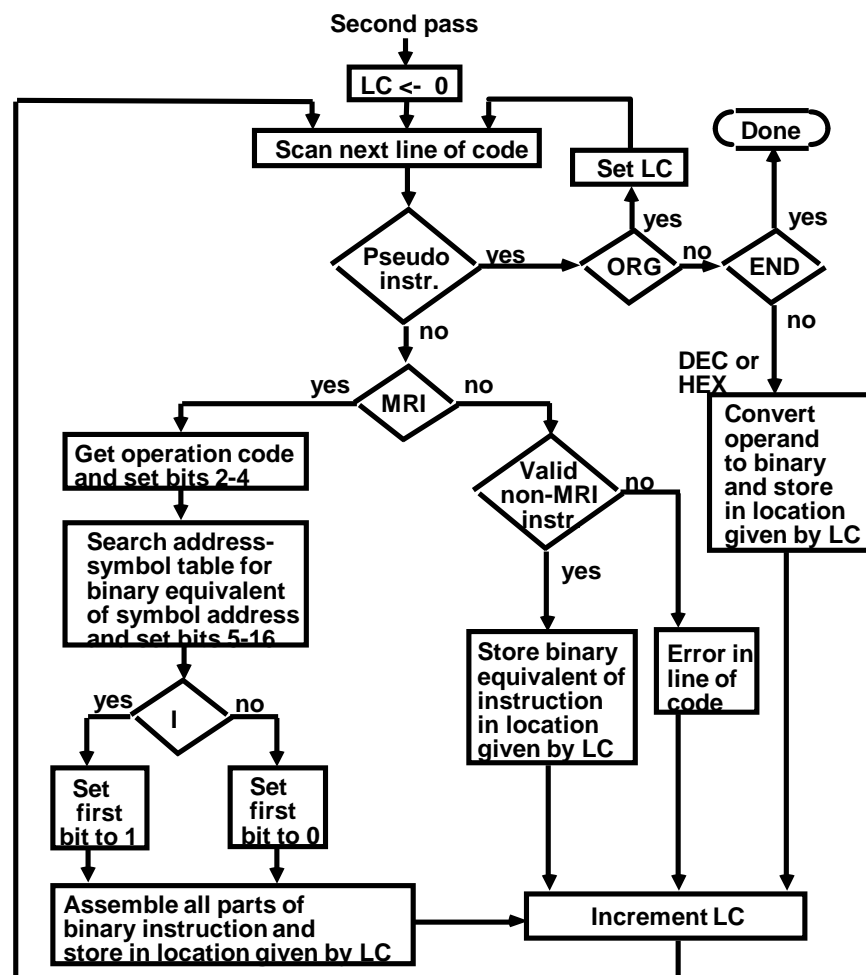 Second pass
LC <- 0
Scan next line of code
Set LC
Done
yes
yes
Pseudo
instr.
yes
ORG
no
END
no
no
DEC or
HEX
yes
MRI
no
Convert
operand
to binary
and store
in location
given by LC
Get operation code
and set bits 2-4
Valid
non-MRI
instr.
no
yes
Search address-
symbol table for
binary equivalent
of symbol address
and set bits 5-16
Store binary
equivalent of
instruction
in location
given by LC
Error in
line of
code
yes
I
no
Set
first
bit to 1
Set
first
bit to 0
Assemble all parts of
binary instruction and
store in location given by LC
Increment LC